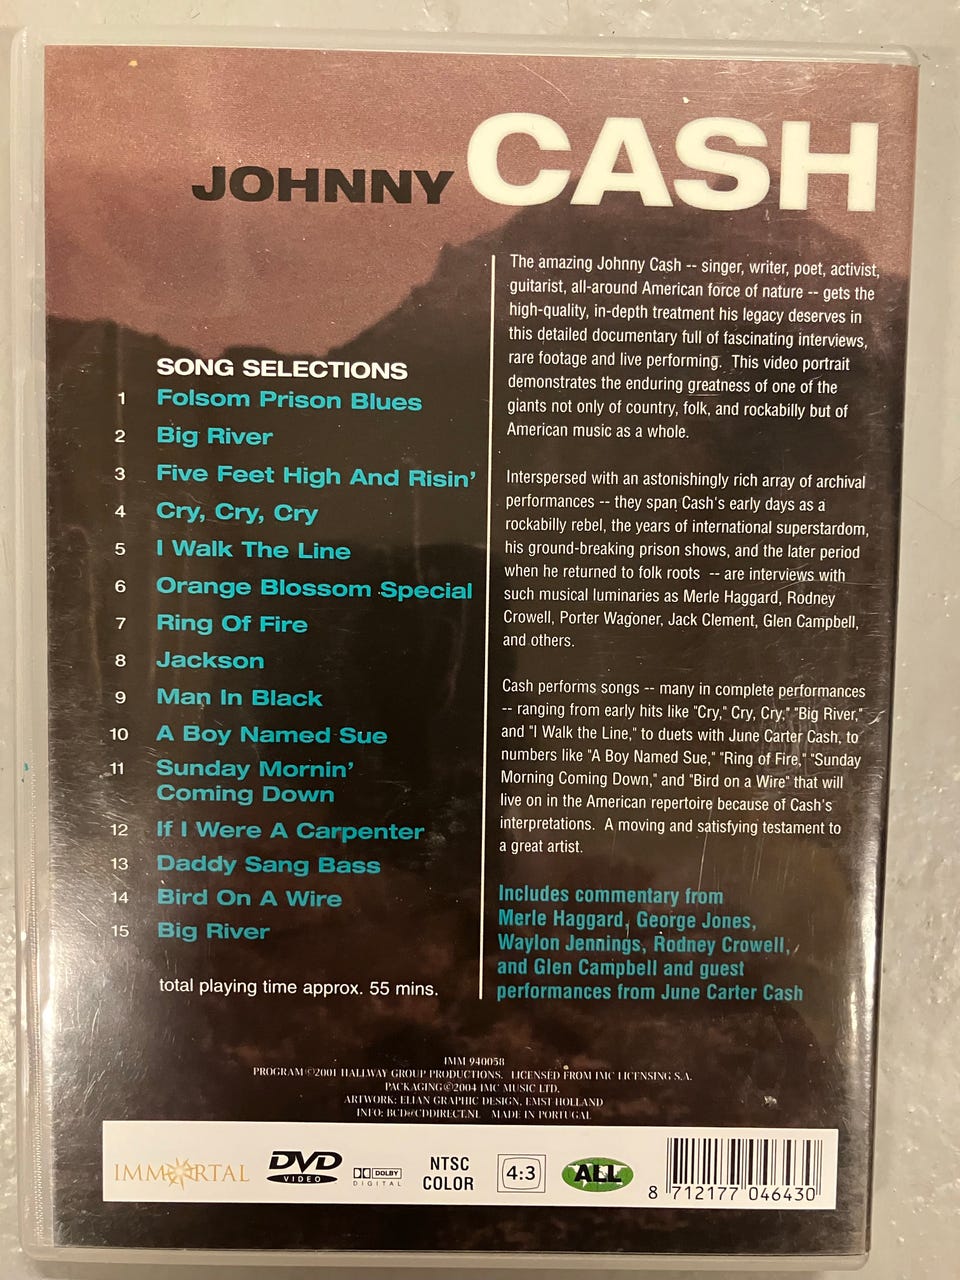 JOHNNY CASH
SONG SELECTIONS
1 Folsom Prison Blues
2 Big River
3 Five Feet High And Risin'
4 Cry, Cry, Cry
5 I Walk The Line
6 Orange Blossom Special
7 Ring Of Fire
8 Jackson
9 Man In Black
10 A Boy Named Sue
11 Sunday Mornin'
Coming Down
12 If I Were A Carpenter
13 Daddy Sang Bass
14 Bird On A Wire
15 Big River
total playing time approx. 55 mins.
The amazing Johnny Cash -- singer, writer, poet, activist,
guitarist, all-around American force of nature -- gets the
high-quality, in-depth treatment his legacy deserves in
this detailed documentary full of fascinating interviews,
rare footage and live performing. This video portrait
demonstrates the enduring greatness of one of the
giants not only of country, folk, and rockabilly but of
American music as a whole.
Interspersed with an astonishingly rich array of archival
performances -- they span Cash's early days as a
rockabilly rebel, the years of international superstardom,
his ground-breaking prison shows, and the later period
when he returned to folk roots -- are interviews with
such musical luminaries as Merle Haggard, Rodney
Crowell, Porter Wagoner, Jack Clement, Glen Campbell,
and others.
Cash performs songs -- many in complete performances
-- ranging from early hits like "Cry," Cry, Cry," "Big River,"
and "I Walk the Line," to duets with June Carter Cash, to
numbers like "A Boy Named Sue," "Ring of Fire," "Sunday
Morning Coming Down," and "Bird on a Wire" that will
live on in the American repertoire because of Cash's
interpretations. A moving and satisfying testament to
a great artist.
Includes commentary from
Merle Haggard, George Jones,
Waylon Jennings, Rodney Crowell,
and Glen Campbell and guest
performances from June Carter Cash
IMM 940058
PROGRAM ©2001 HALLWAY GROUP PRODUCTIONS. LICENSED FROM IMC LICENSING S.A.
PACKAGING ©2004 IMC MUSIC LTD.
ARTWORK: ELIAN GRAPHIC DESIGN, EMST HOLLAND
INFO: BCD@CDDIRECT.NL MADE IN PORTUGAL
IMMORTAL
DVD
VIDEO
DOLBY
DIGITAL
NTSC
COLOR
4:3
ALL
8 712177 046430